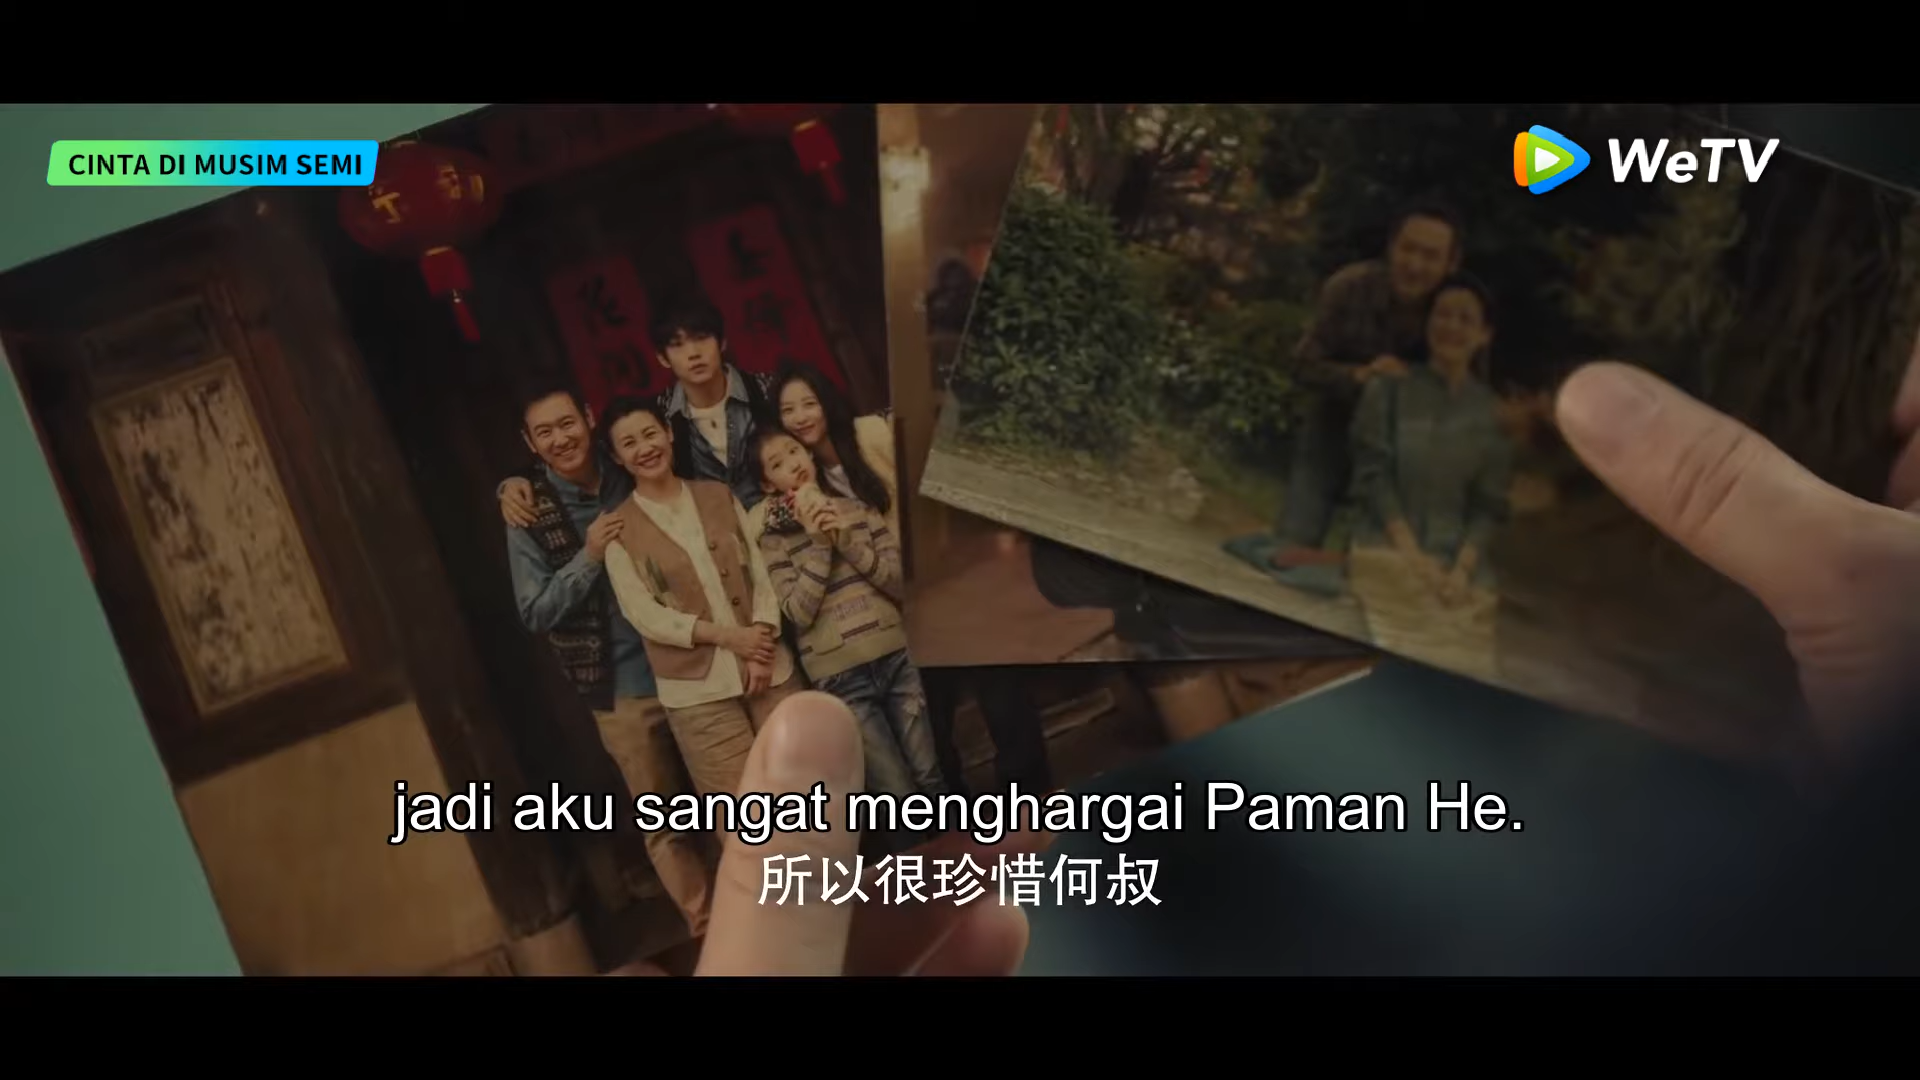 CINTA DI MUSIM SEMI
WeTV
jadi aku sangat menghargai Paman He.
所以很珍惜何叔